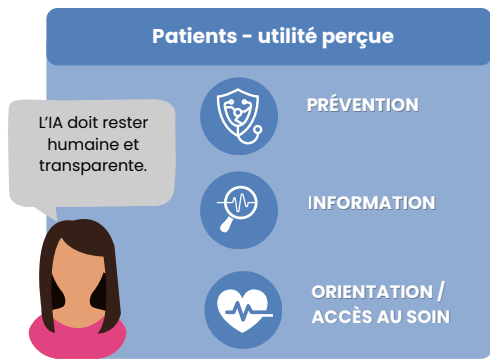 Patients - utilité perçue
PRÉVENTION
L'IA doit rester
humaine et
transparente.
INFORMATION
ORIENTATION /
ACCÈS AU SOIN